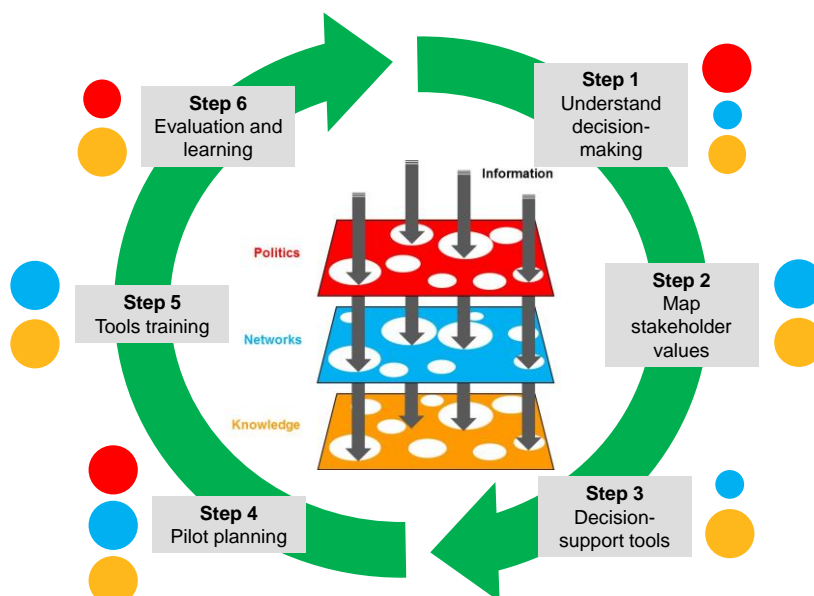 Step 1
Understand
decision-
making
Step 2
Map
stakeholder
values
Step 3
Decision-
support tools
Step 4
Pilot planning
Step 5
Tools training
Step 6
Evaluation and
learning
Information
Politics
Networks
Knowledge